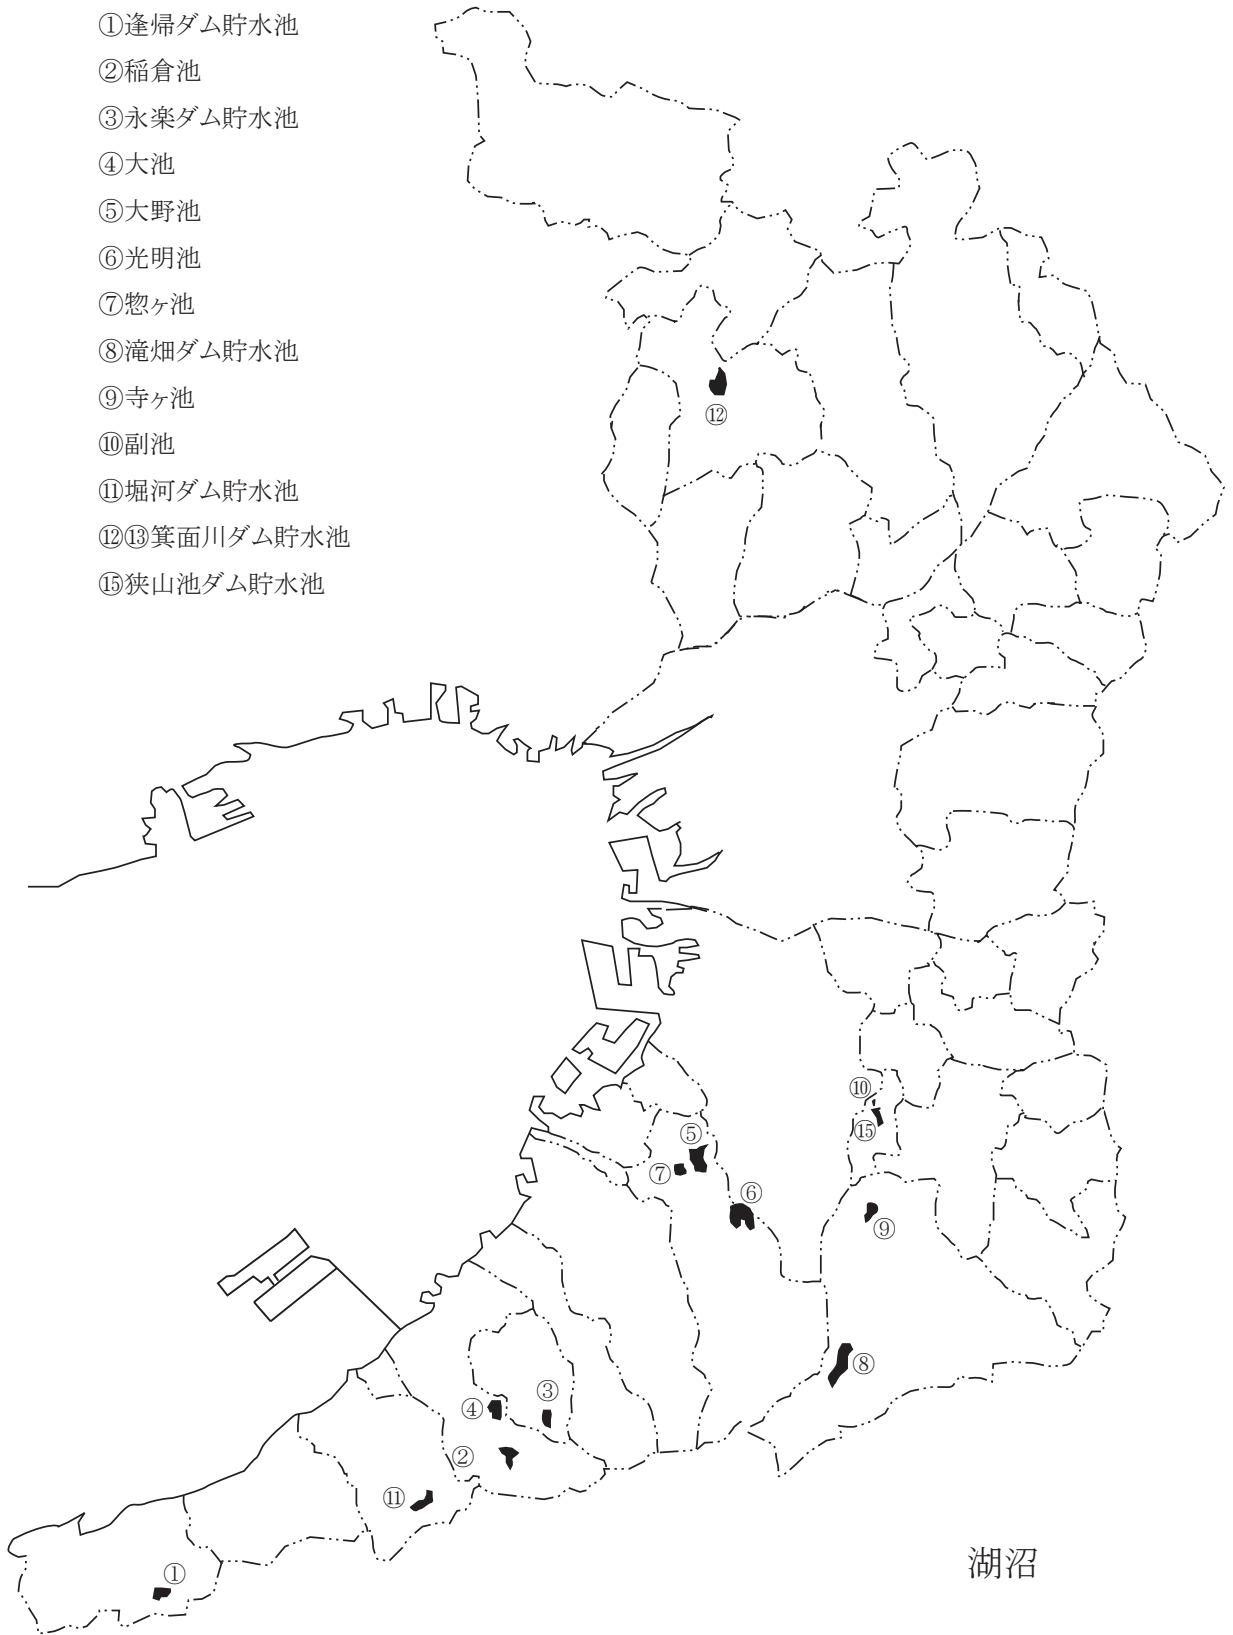 ①逢帰ダム貯水池
②稲倉池
③永楽ダム貯水池
④大池
⑤大野池
⑥光明池
⑦惣ヶ池
⑧滝畑ダム貯水池
⑨寺ヶ池
⑩副池
⑪堀河ダム貯水池
⑫⑬箕面川ダム貯水池
⑮狭山池ダム貯水池
⑫
⑩
⑮
⑤
⑦
⑥
⑨
⑧
③
④
②
⑪
①
湖沼